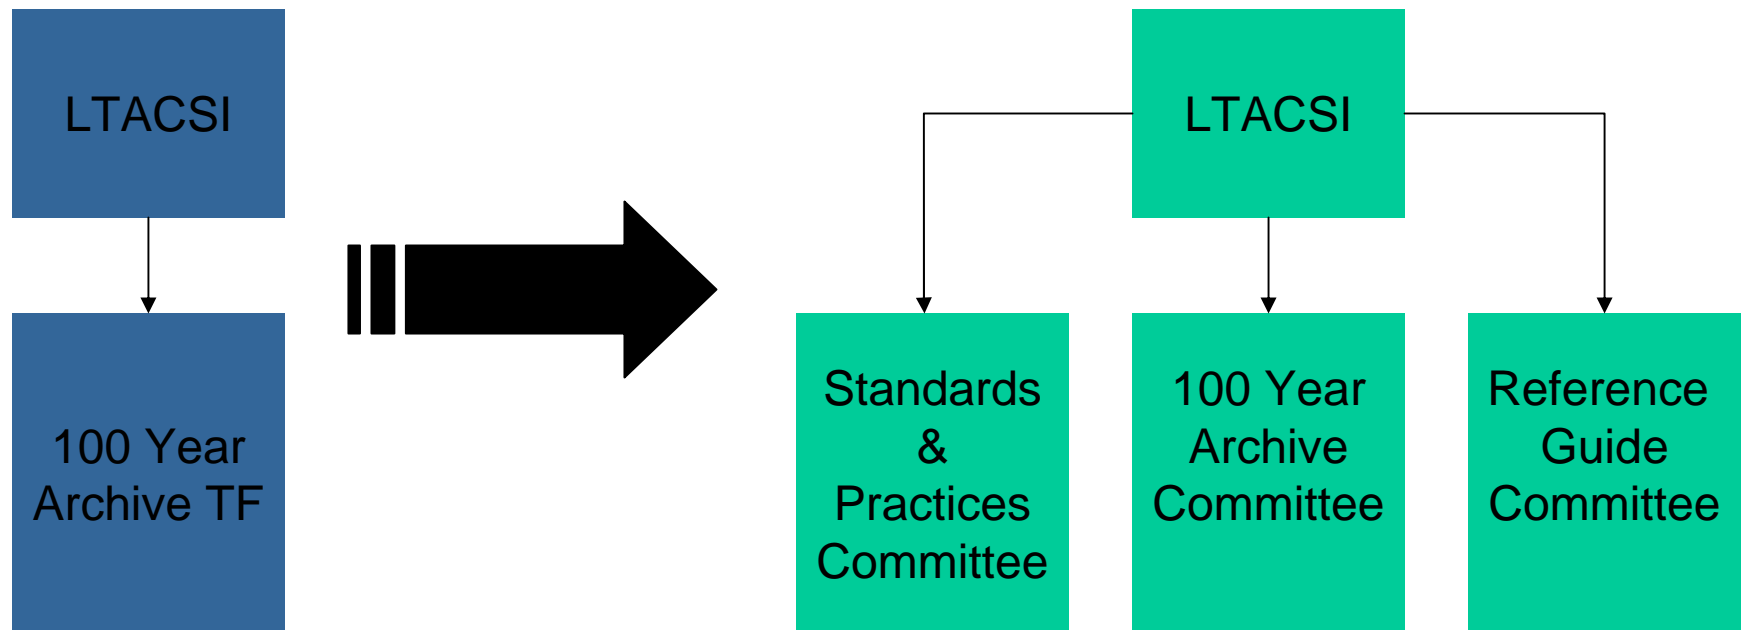 LTACSI
100 Year
Archive TF
LTACSI
Standards
&
Practices
Committee
100 Year
Archive
Committee
Reference
Guide
Committee